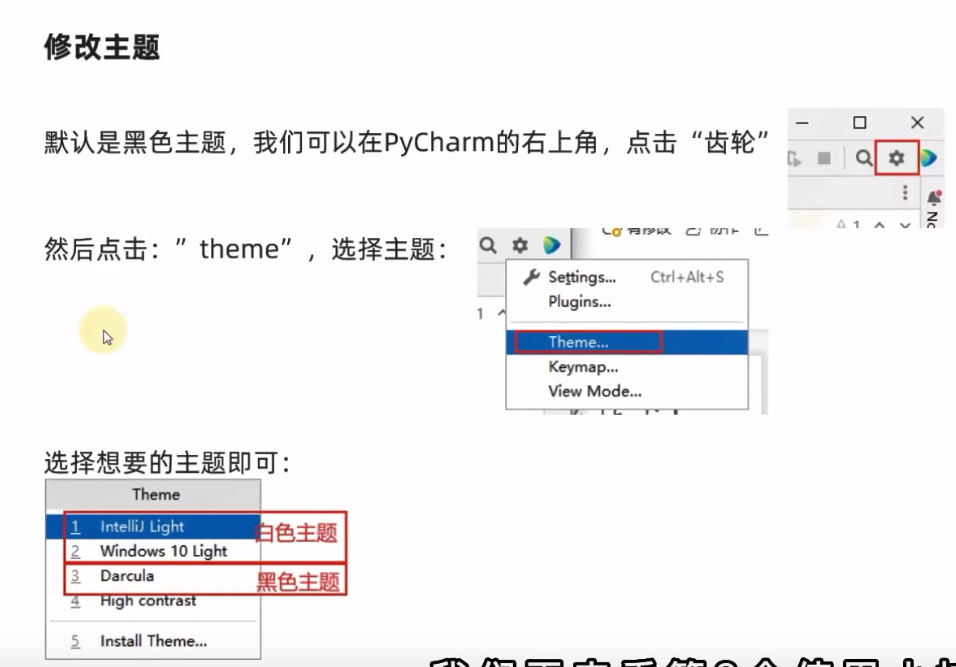 修改主题
默认是黑色主题，我们可以在PyCharm的右上角，点击“齿轮”
1
然后点击：”theme”，选择主题：
Settings... Ctrl+Alt+S
Plugins...
1
Theme...
Keymap...
View Mode...
选择想要的主题即可：
Theme
1 IntelliJ Light
白色主题
2 Windows 10 Light
3 Darcula
黑色主题
4 High contrast
5 Install Theme...